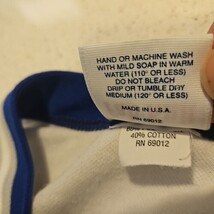 HAND OR MACHINE WASH
WITH MILD SOAP IN WARM
WATER (110° OR LESS)
DO NOT BLEACH
DRIP OR TUMBLE DRY
MEDIUM (120° OR LESS)
MADE IN U.S.A.
RN 69012
40% COTTON
RN 69012